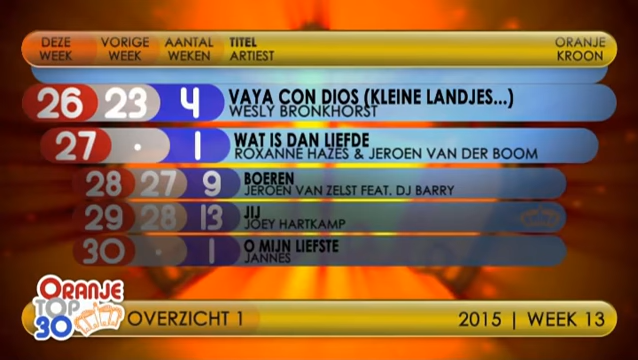 DEZE WEEK
VORIGE WEEK
AANTAL WEKEN
TITEL
ARTIEST
ORANJE KROON
26 23 4 VAYA CON DIOS (KLEINE LANDJES...)
WESLY BRONKHORST
27 · 1 WAT IS DAN LIEFDE
ROXANNE HAZES & JEROEN VAN DER BOOM
28 27 9 BOEREN
JEROEN VAN ZELST FEAT. DJ BARRY
29 28 13 JIJ
JOEY HARTKAMP
30 · 1 O MIJN LIEFSTE
JANNES
ORANJE
TOP
30
OVERZICHT 1
2015 | WEEK 13